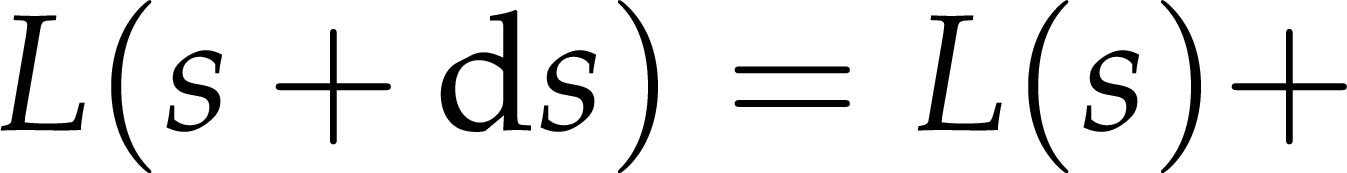 L(s + ds) = L(s) +